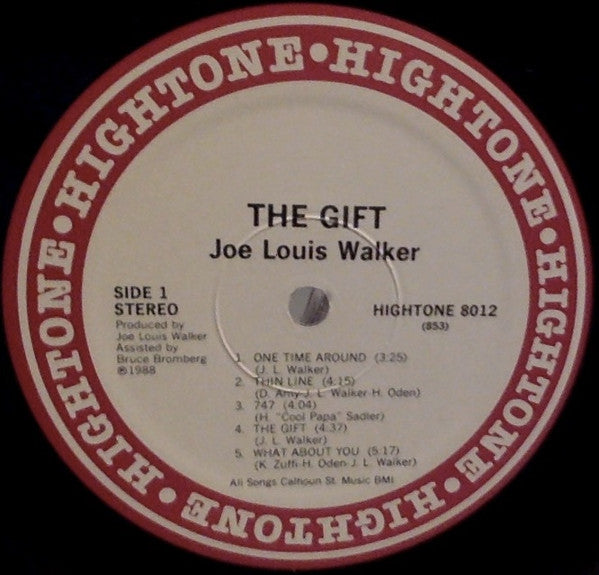 HIGHTONE•HIGHTONE•HIGHTONE•HIGHTONE•HIGHTONE•HIGHTONE•HIGHTONE•
THE GIFT
Joe Louis Walker
SIDE 1
STEREO
HIGHTONE 8012
(853)
Produced by
Joe Louis Walker
Assisted by
Bruce Bromberg
℗1988
1. ONE TIME AROUND (3:25)
(J. L. Walker)
2. THIN LINE (4:15)
(D. Amy-J. L. Walker-H. Oden)
3. 747 (4:04)
(H. "Cool Papa" Sadler)
4. THE GIFT (4:37)
(J. L. Walker)
5. WHAT ABOUT YOU (5:17)
(K. Zuffi-H. Oden-J. L. Walker)
All Songs Calhoun St. Music BMI